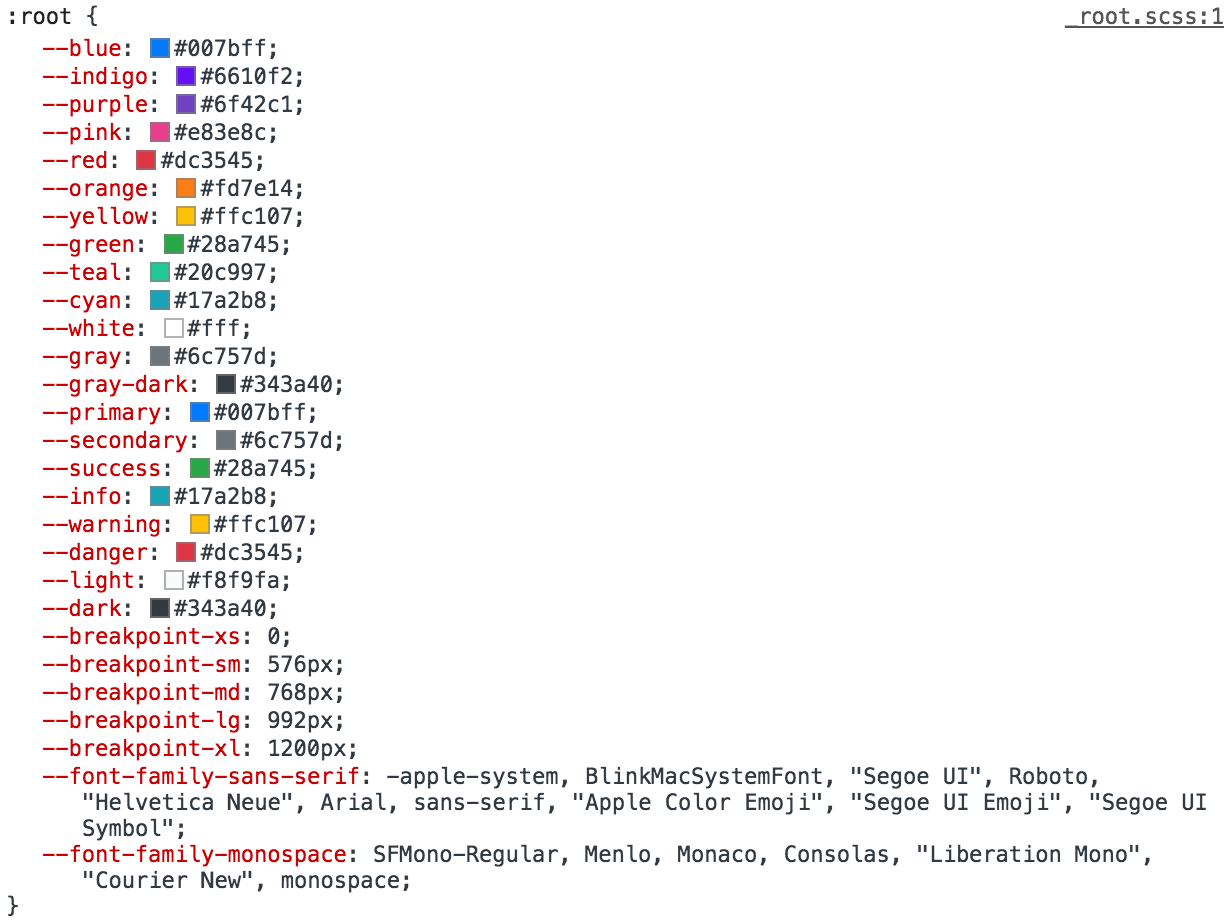 :root {
_root.scss:1
--blue: #007bff;
--indigo: #6610f2;
--purple: #6f42c1;
--pink: #e83e8c;
--red: #dc3545;
--orange: #fd7e14;
--yellow: #ffc107;
--green: #28a745;
--teal: #20c997;
--cyan: #17a2b8;
--white: #fff;
--gray: #6c757d;
--gray-dark: #343a40;
--primary: #007bff;
--secondary: #6c757d;
--success: #28a745;
--info: #17a2b8;
--warning: #ffc107;
--danger: #dc3545;
--light: #f8f9fa;
--dark: #343a40;
--breakpoint-xs: 0;
--breakpoint-sm: 576px;
--breakpoint-md: 768px;
--breakpoint-lg: 992px;
--breakpoint-xl: 1200px;
--font-family-sans-serif: -apple-system, BlinkMacSystemFont, "Segoe UI", Roboto,
"Helvetica Neue", Arial, sans-serif, "Apple Color Emoji", "Segoe UI Emoji", "Segoe UI
Symbol";
--font-family-monospace: SFMono-Regular, Menlo, Monaco, Consolas, "Liberation Mono",
"Courier New", monospace;
}